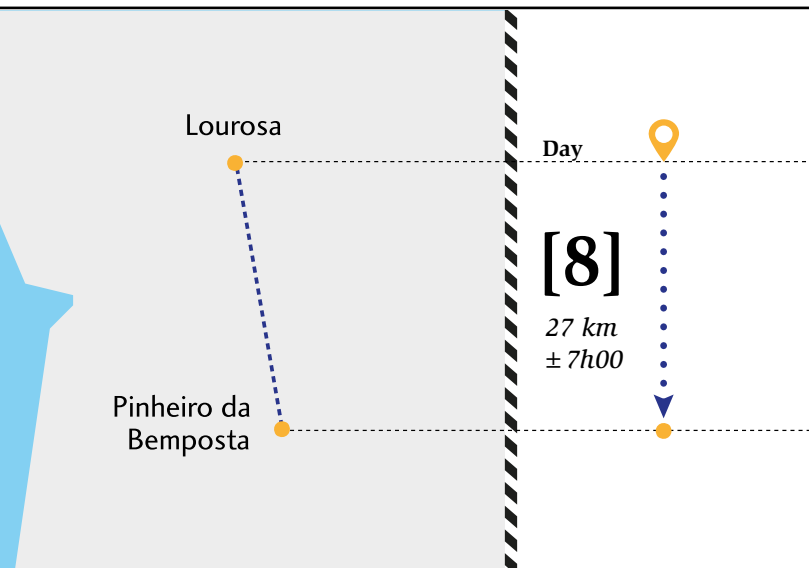 Lourosa
Day
[8]
27 km
± 7h00
Pinheiro da
Bemposta